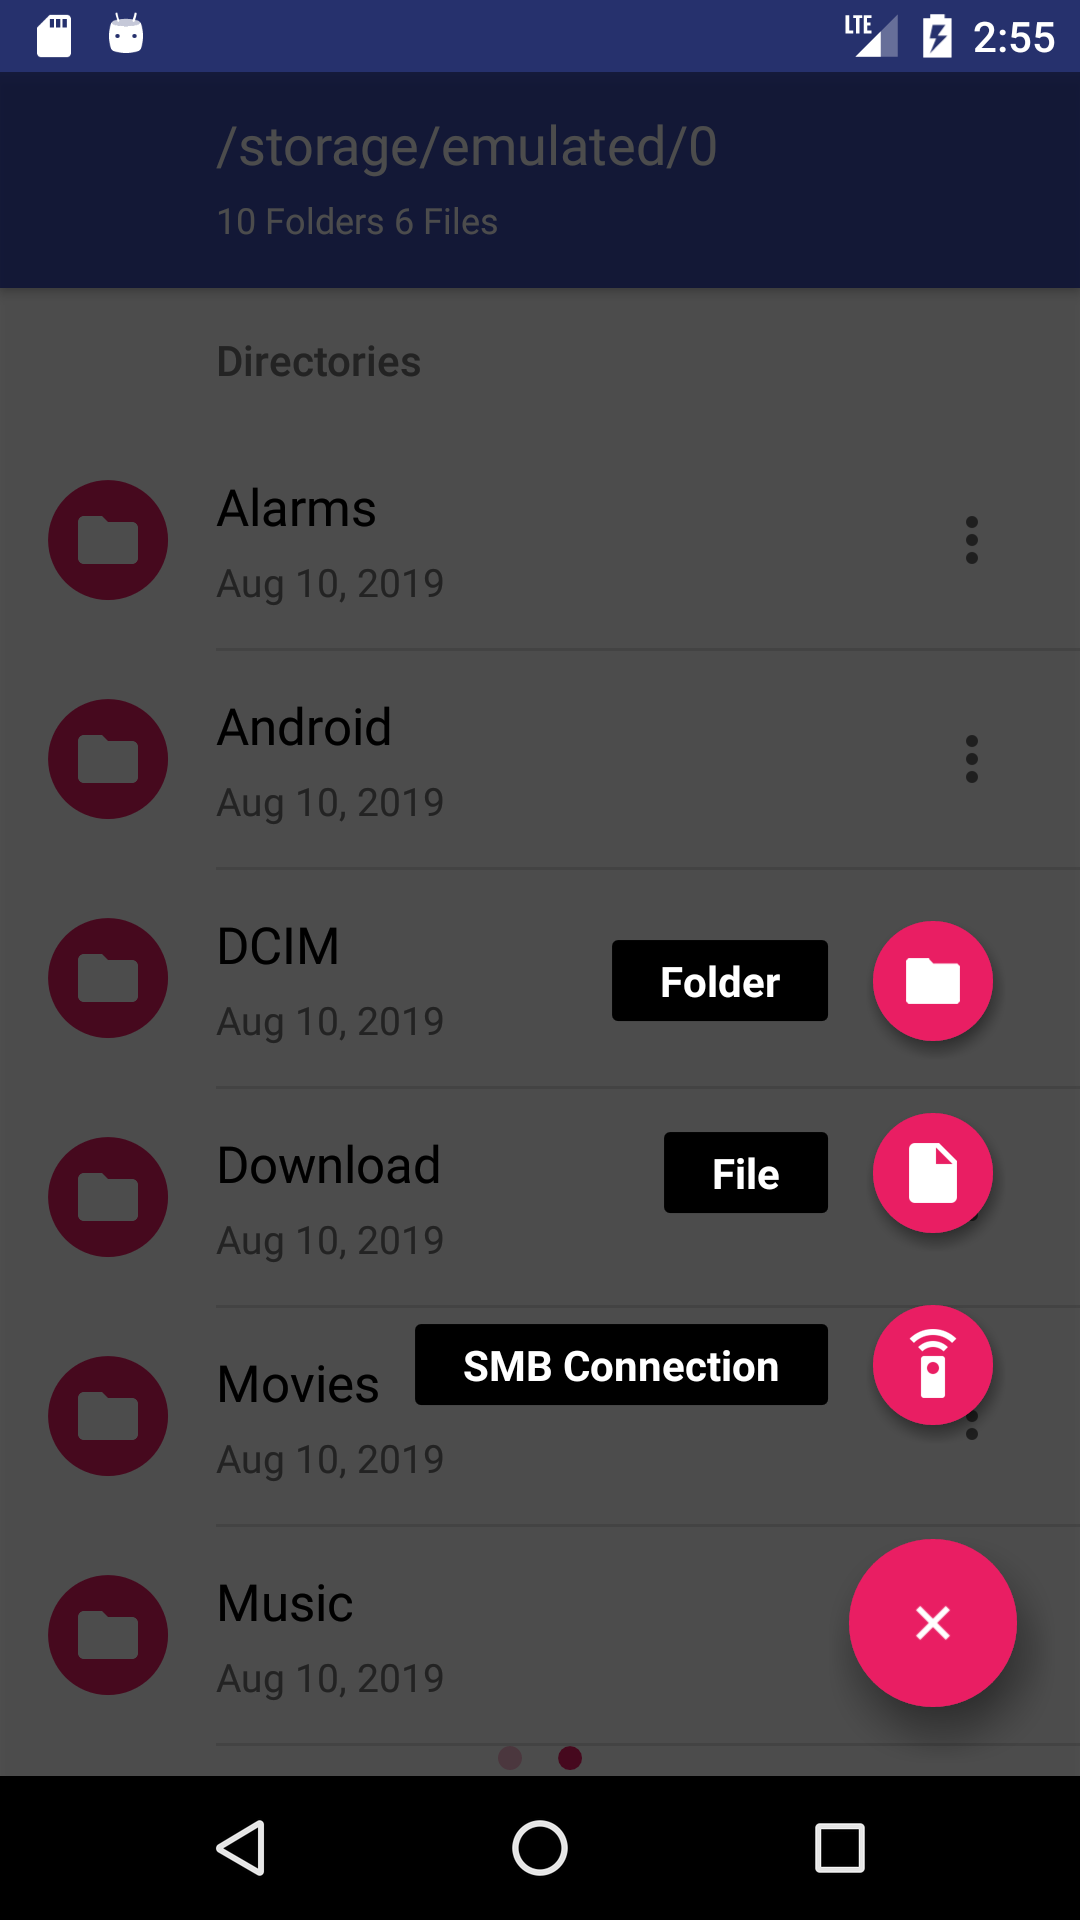 LTE 2:55
/storage/emulated/0
10 Folders 6 Files
Directories
Alarms
Aug 10, 2019
Android
Aug 10, 2019
DCIM
Folder
Aug 10, 2019
Download
File
Aug 10, 2019
SMB Connection
Movies
Aug 10, 2019
Music
Aug 10, 2019